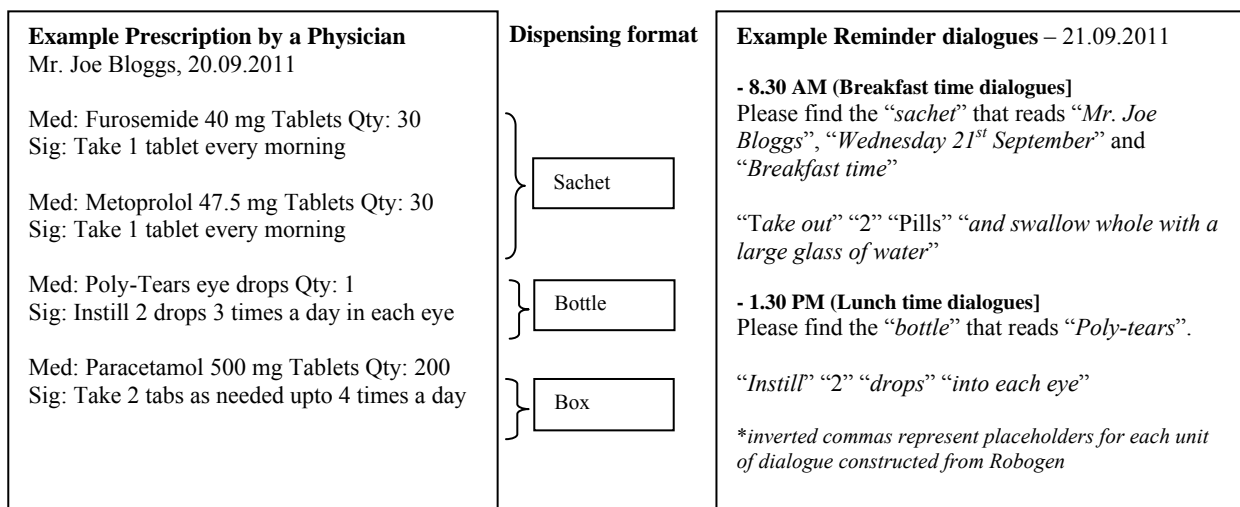 Example Prescription by a Physician
Mr. Joe Bloggs, 20.09.2011
Med: Furosemide 40 mg Tablets Qty: 30
Sig: Take 1 tablet every morning
Med: Metoprolol 47.5 mg Tablets Qty: 30
Sig: Take 1 tablet every morning
Med: Poly-Tears eye drops Qty: 1
Sig: Instill 2 drops 3 times a day in each eye
Med: Paracetamol 500 mg Tablets Qty: 200
Sig: Take 2 tabs as needed upto 4 times a day
Dispensing format
Sachet
Bottle
Box
Example Reminder dialogues – 21.09.2011
- 8.30 AM (Breakfast time dialogues]
Please find the “sachet” that reads “Mr. Joe
Bloggs”, “Wednesday 21st September” and
“Breakfast time”
“Take out” “2” “Pills” “and swallow whole with a
large glass of water”
- 1.30 PM (Lunch time dialogues]
Please find the “bottle” that reads “Poly-tears”.
“Instill” “2” “drops” “into each eye”
*inverted commas represent placeholders for each unit
of dialogue constructed from Robogen